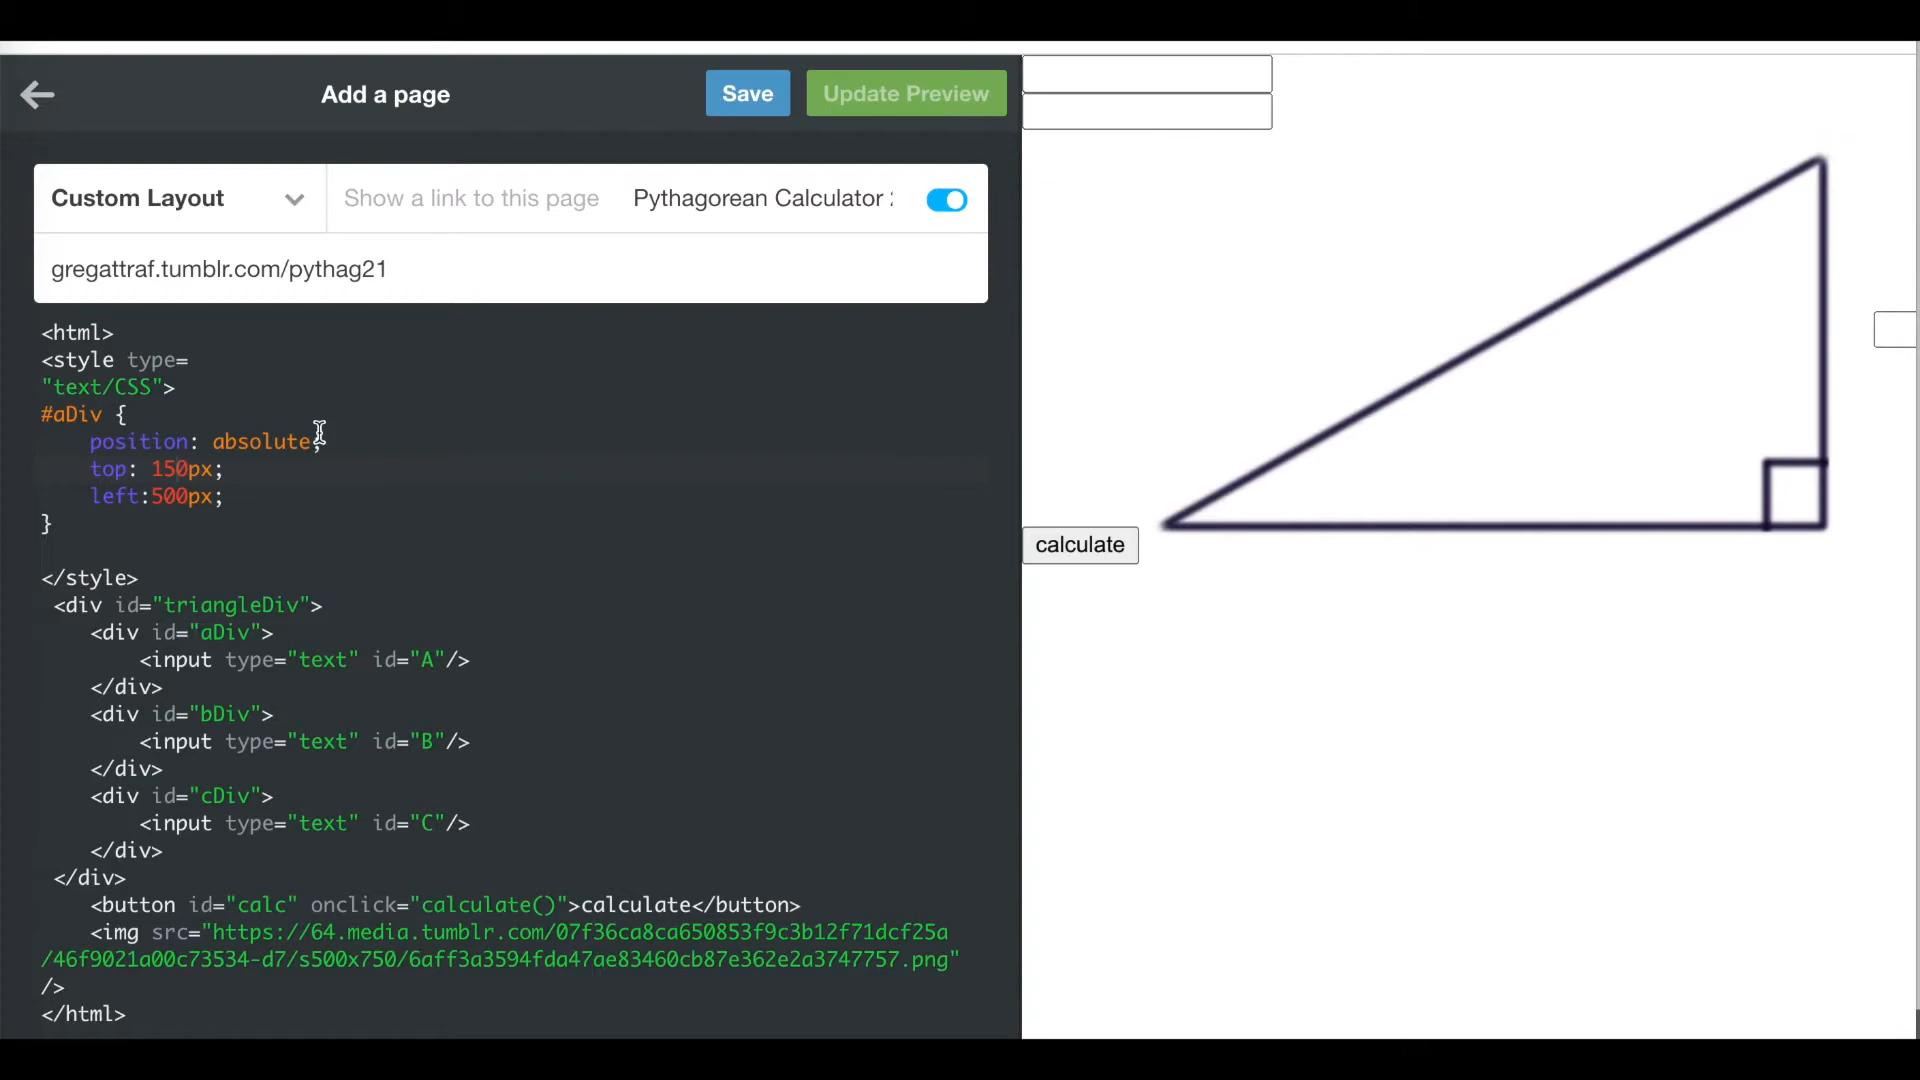 Add a page
Save
Update Preview
Custom Layout
Show a link to this page
Pythagorean Calculator
gregattraf.tumblr.com/pythag21
<html>
<style type=
"text/CSS">
#aDiv {
position: absolute;
top: 150px;
left:500px;
}
</style>
<div id="triangleDiv">
<div id="aDiv">
<input type="text" id="A"/>
</div>
<div id="bDiv">
<input type="text" id="B"/>
</div>
<div id="cDiv">
<input type="text" id="C"/>
</div>
</div>
<button id="calc" onclick="calculate()">calculate</button>
<img src="https://64.media.tumblr.com/07f36ca8ca650853f9c3b12f71dcf25a
/46f9021a00c73534-d7/s500x750/6aff3a3594fda47ae83460cb87e362e2a3747757.png"
/>
</html>
calculate